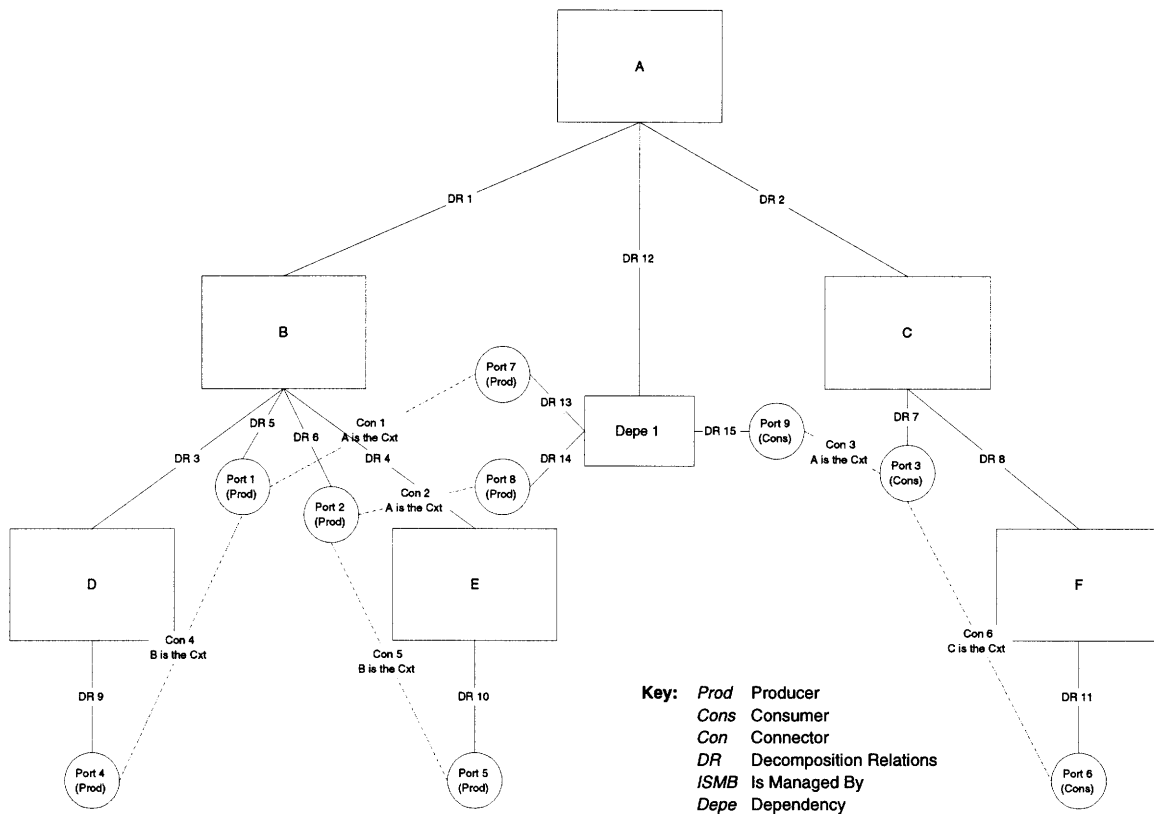 A
DR 1
DR 2
DR 12
B
C
Port 7
(Prod)
DR 13
DR 5
DR 6
Con 1
A is the Cxt
DR 7
Depe 1
DR 15
Port 9
(Cons)
Con 3
A is the Cxt
DR 3
DR 4
DR 14
DR 8
Port 1
(Prod)
Con 2
A is the Cxt
Port 8
(Prod)
Port 3
(Cons)
Port 2
(Prod)
D
E
F
Con 4
B is the Cxt
Con 5
B is the Cxt
Con 6
C is the Cxt
DR 9
DR 10
DR 11
Port 4
(Prod)
Port 5
(Prod)
Port 6
(Cons)
Key: Prod Producer
Cons Consumer
Con Connector
DR Decomposition Relations
ISMB Is Managed By
Depe Dependency